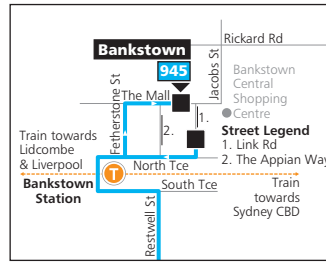 Rickard Rd
Bankstown
945
Jacobs St
Bankstown
Central
Shopping
Centre
Fetherstone St
The Mall
1.
2.
Street Legend
1. Link Rd
2. The Appian Way
Train towards
Lidcombe
& Liverpool
North Tce
T
Bankstown
Station
South Tce
Train
towards
Sydney CBD
Restwell St